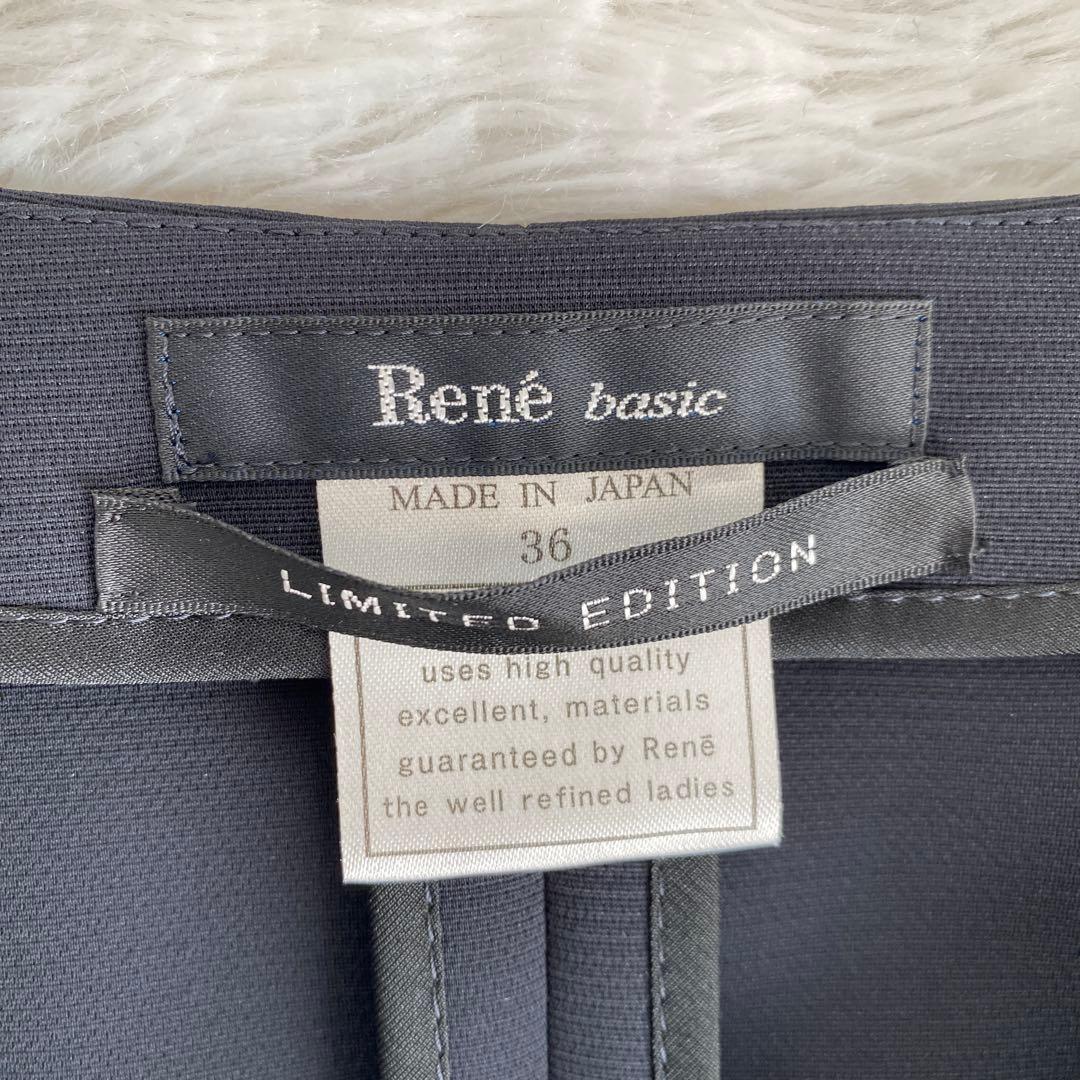 René basic
MADE IN JAPAN
36
LIMITED EDITION
uses high quality
excellent, materials
guaranteed by Renē
the well refined ladies